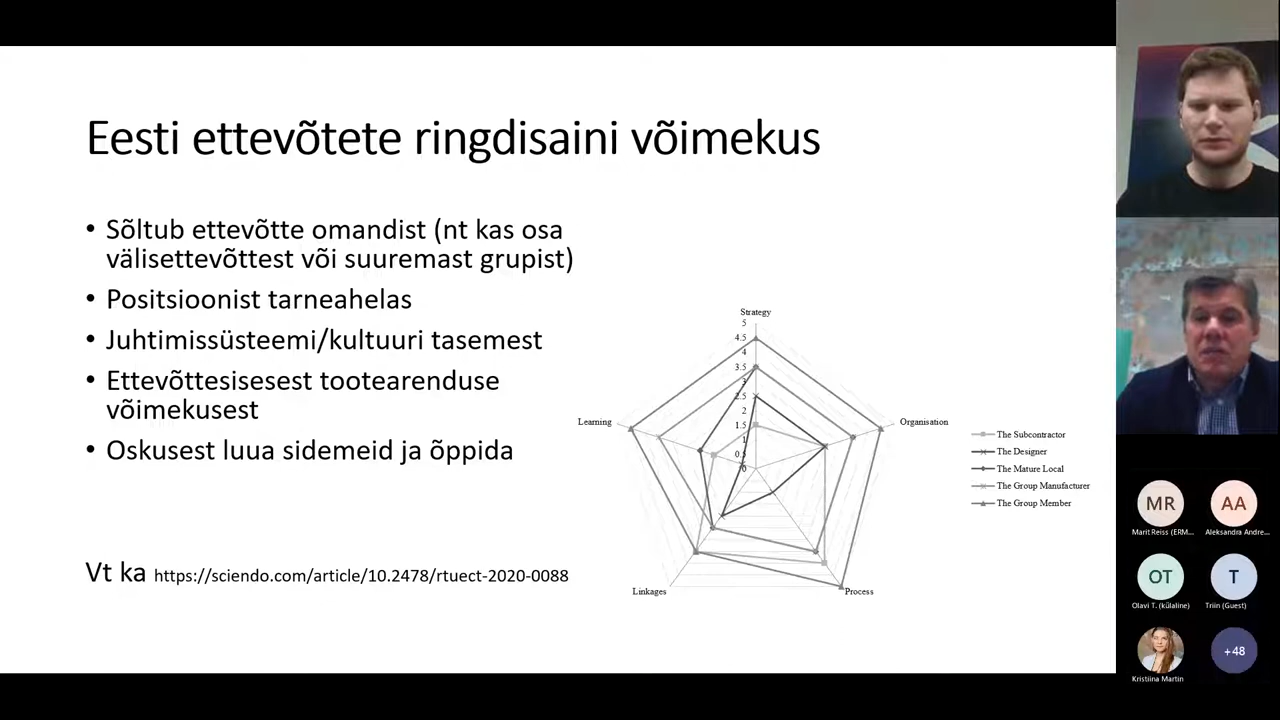 Eesti ettevõtete ringdisaini võimekus
• Sõltub ettevõtte omandist (nt kas osa
välisettevõttest või suuremast grupist)
• Positsioonist tarneahelas
• Juhtimissüsteemi/kultuuri tasemest
• Ettevõttesisesest tootearenduse
võimekusest
• Oskusest luua sidemeid ja õppida
Vt ka https://sciendo.com/article/10.2478/rtuect-2020-0088
Strategy
5
4.5
4
3.5
3
2.5
2
1.5
1
0.5
0
Learning
Organisation
Linkages
Process
The Subcontractor
The Designer
The Mature Local
The Group Manufacturer
The Group Member
MR
AA
Marit Reiss (ERM...
Aleksandra Andre...
OT
T
Olavi T. (külaline)
Triin (Guest)
+48
Kristiina Martin